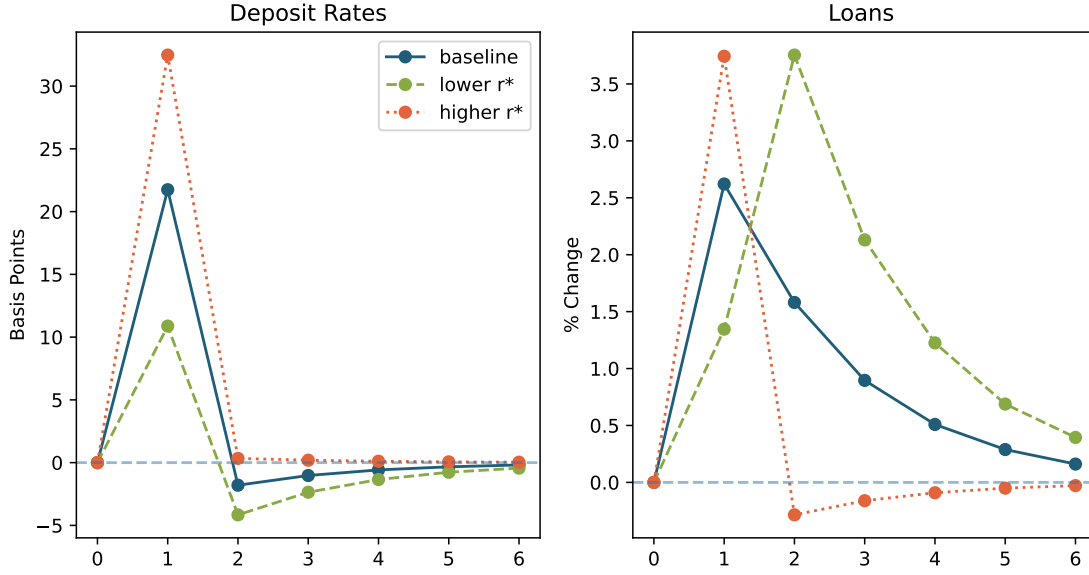 Deposit Rates
Basis Points
30
25
20
15
10
5
0
−5
0 1 2 3 4 5 6
baseline
lower r*
higher r*
Loans
% Change
3.5
3.0
2.5
2.0
1.5
1.0
0.5
0.0
0 1 2 3 4 5 6